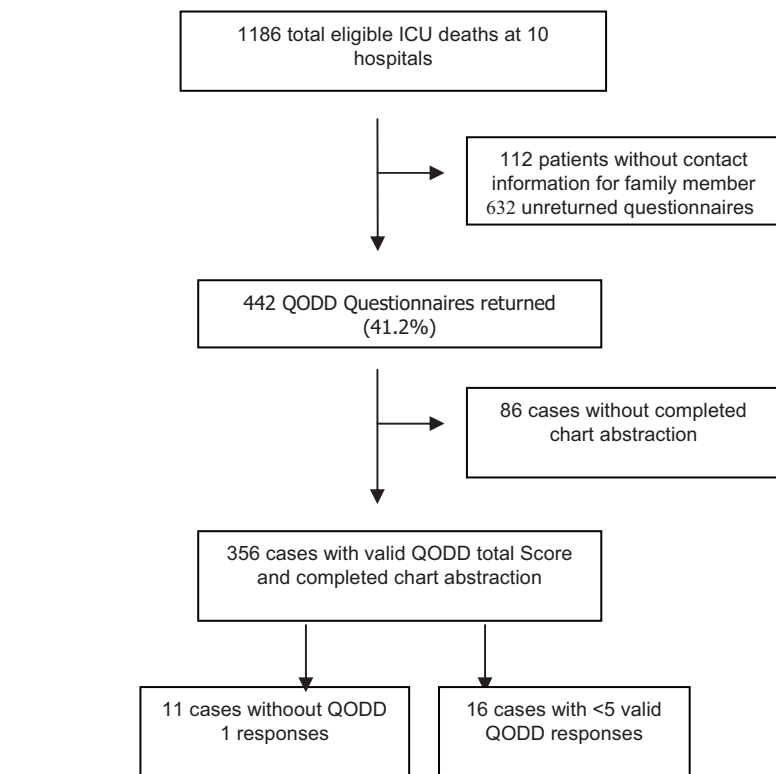 1186 total eligible ICU deaths at 10
hospitals
112 patients without contact
information for family member
632 unreturned questionnaires
442 QODD Questionnaires returned
(41.2%)
86 cases without completed
chart abstraction
356 cases with valid QODD total Score
and completed chart abstraction
11 cases withoout QODD
1 responses
16 cases with <5 valid
QODD responses